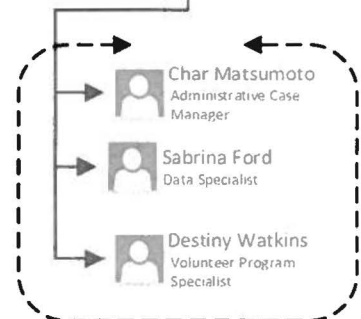 Char Matsumoto
Administrative Case
Manager
Sabrina Ford
Data Specialist
Destiny Watkins
Volunteer Program
Specialist